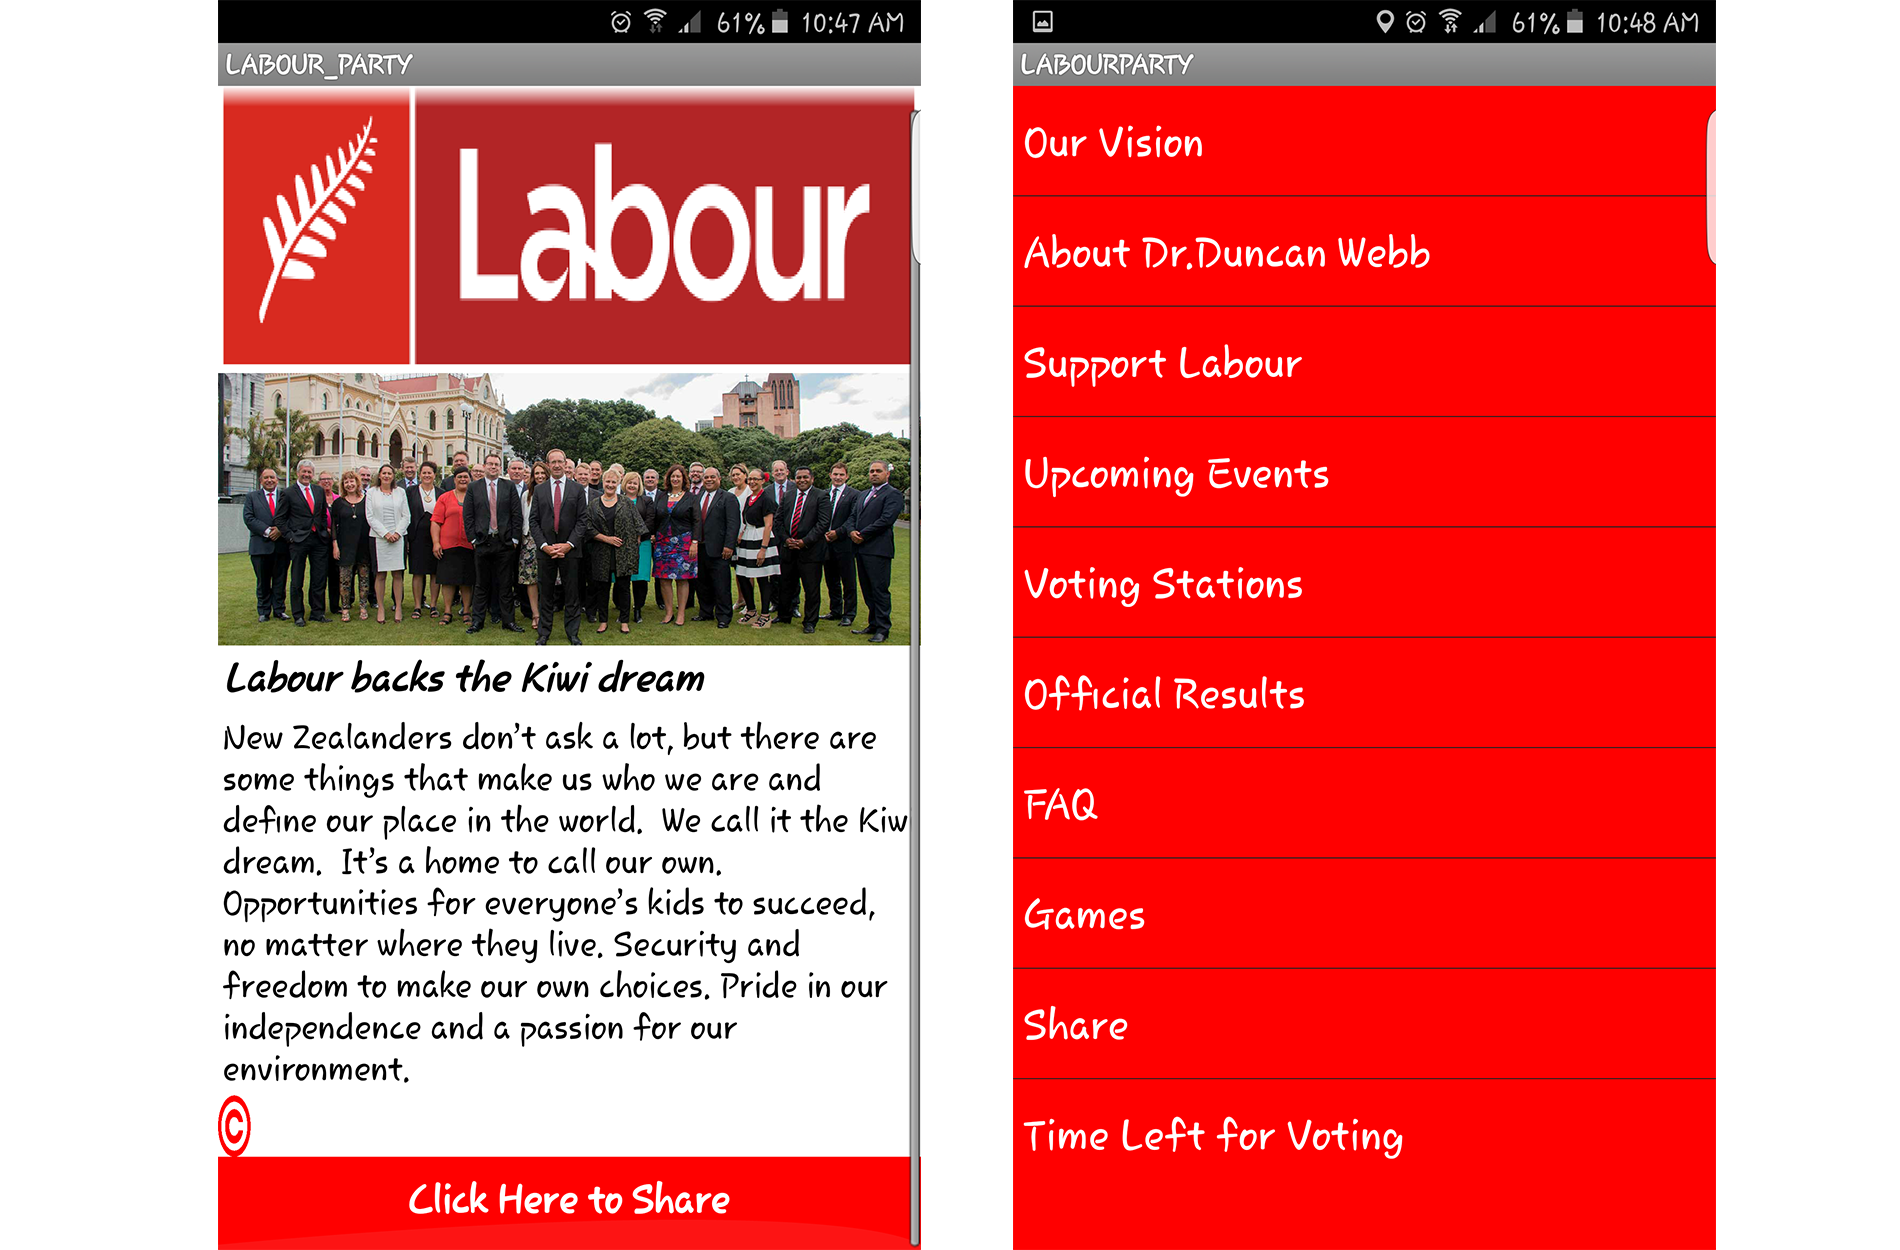 61% 10:47 AM
LABOUR_PARTY
Labour
Labour backs the Kiwi dream
New Zealanders don't ask a lot, but there are
some things that make us who we are and
define our place in the world.  We call it the Kiw
dream.  It's a home to call our own.
Opportunities for everyone's kids to succeed,
no matter where they live. Security and
freedom to make our own choices. Pride in our
independence and a passion for our
environment.
©
Click Here to Share
61% 10:48 AM
LABOURPARTY
Our Vision
About Dr.Duncan Webb
Support Labour
Upcoming Events
Voting Stations
Official Results
FAQ
Games
Share
Time Left for Voting